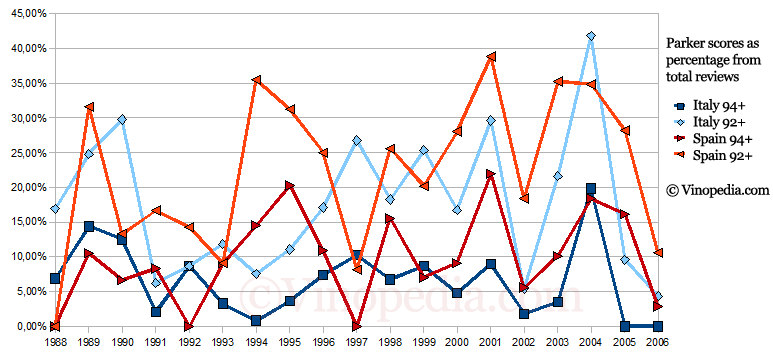 45,00%
40,00%
35,00%
30,00%
25,00%
20,00%
15,00%
10,00%
5,00%
0,00%
1988 1989 1990 1991 1992 1993 1994 1995 1996 1997 1998 1999 2000 2001 2002 2003 2004 2005 2006
Parker scores as
percentage from
total reviews
Italy 94+
Italy 92+
Spain 94+
Spain 92+
© Vinopedia.com
©Vinopedia.com